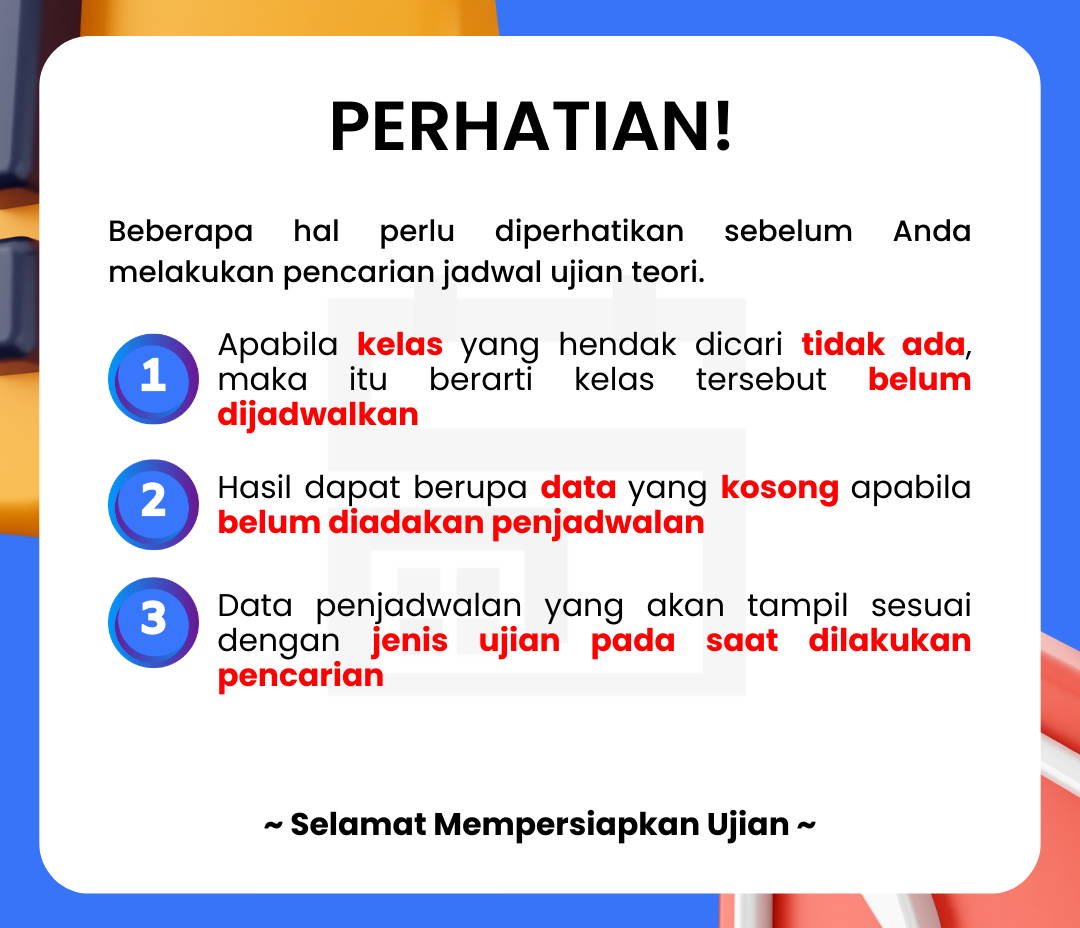 PERHATIAN!
Beberapa hal perlu diperhatikan sebelum Anda
melakukan pencarian jadwal ujian teori.
1
Apabila kelas yang hendak dicari tidak ada,
maka itu berarti kelas tersebut belum
dijadwalkan
2
Hasil dapat berupa data yang kosong apabila
belum diadakan penjadwalan
3
Data penjadwalan yang akan tampil sesuai
dengan jenis ujian pada saat dilakukan
pencarian
~ Selamat Mempersiapkan Ujian ~